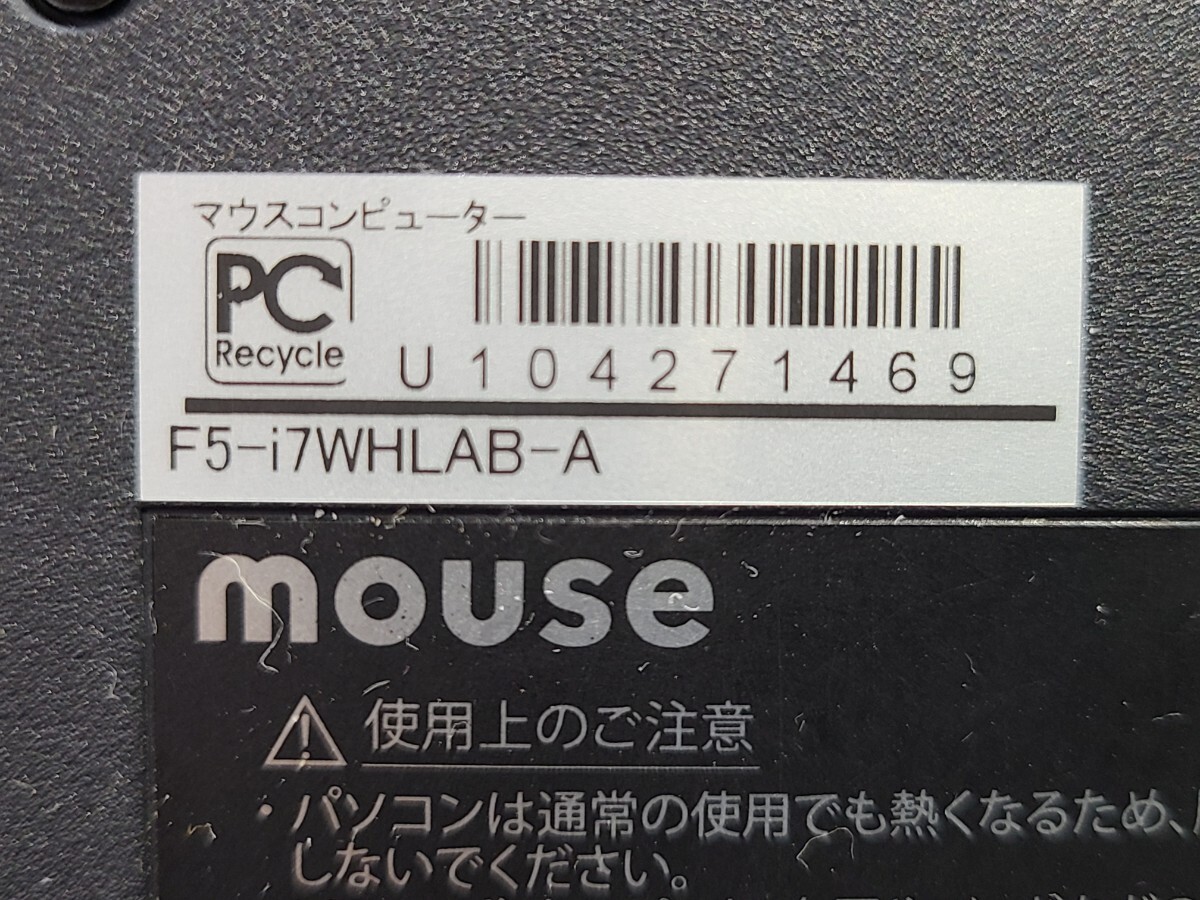 マウスコンピューター
PC
Recycle
U104271469
F5-i7WHLAB-A
mouse
使用上のご注意
・パソコンは通常の使用でも熱くなるため、
しないでください。